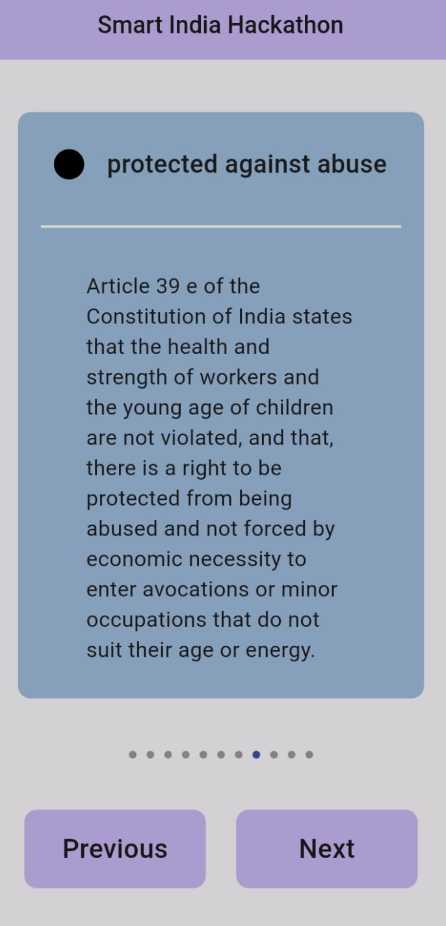 Smart India Hackathon
protected against abuse
Article 39 e of the
Constitution of India states
that the health and
strength of workers and
the young age of children
are not violated, and that,
there is a right to be
protected from being
abused and not forced by
economic necessity to
enter avocations or minor
occupations that do not
suit their age or energy.
Previous
Next